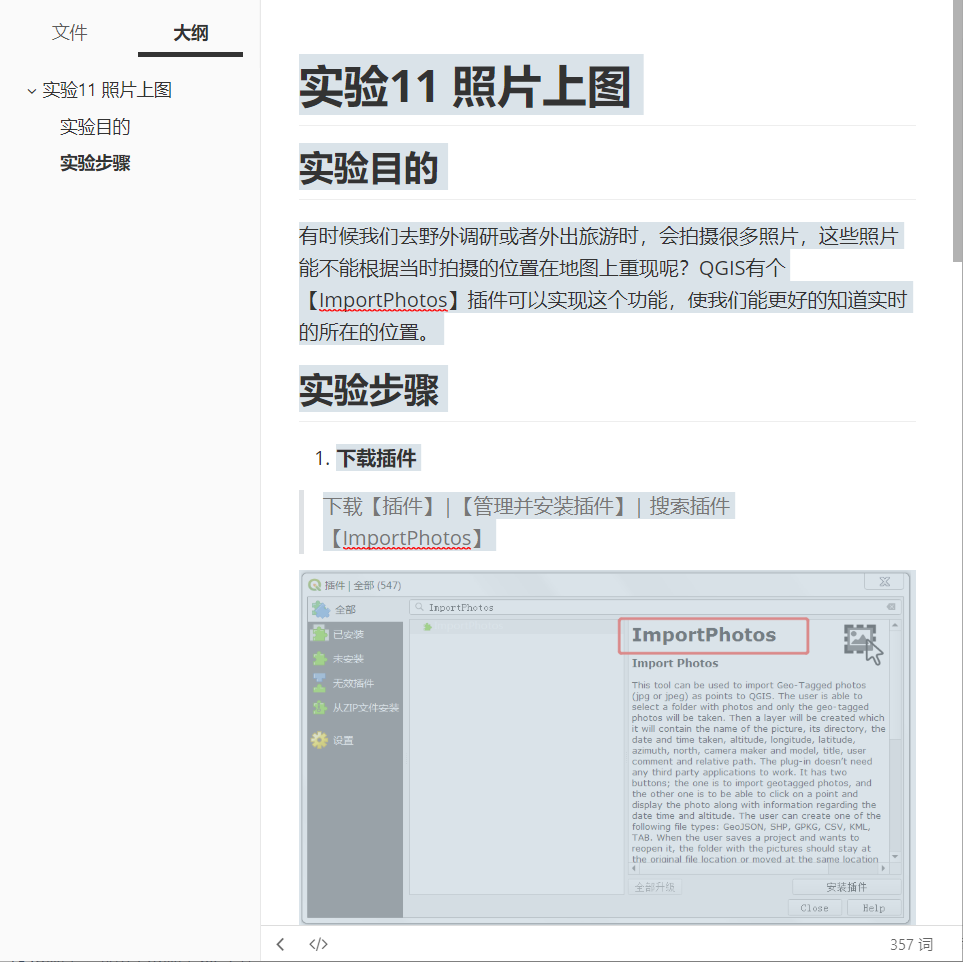 文件
大纲
实验11 照片上图
实验目的
实验步骤
实验11 照片上图
实验目的
有时候我们去野外调研或者外出旅游时，会拍摄很多照片，这些照片
能不能根据当时拍摄的位置在地图上重现呢？QGIS有个
【ImportPhotos】插件可以实现这个功能，使我们能更好的知道实时
的所在的位置。
实验步骤
1. 下载插件
下载【插件】|【管理并安装插件】| 搜索插件
【ImportPhotos】
插件 | 全部 (547)
全部
已安装
未安装
无效插件
从ZIP文件安装
设置
ImportPhotos
ImportPhotos
Import Photos
This tool can be used to import Geo-Tagged photos
(jpg or jpeg) as points to QGIS. The user is able to
select a folder with photos and only the geo-tagged
photos will be taken. Then a layer will be created which
it will contain the name of the picture, its directory, the
date and time taken, altitude, longitude, latitude,
azimuth, north, camera maker and model, title, user
comment and relative path. The plug-in doesn't need
any third party applications to work. It has two
buttons; the one is to import geotagged photos, and
the other one is to be able to click on a point and
display the photo along with information regarding the
date time and altitude. The user can create one of the
following file types: GeoJSON, SHP, GPKG, CSV, KML,
TAB. When the user saves a project and wants to
reopen it, the folder with the pictures should stay at
the original file location or moved at the same location
全部升级
安装插件
Close
Help
</>
357 词